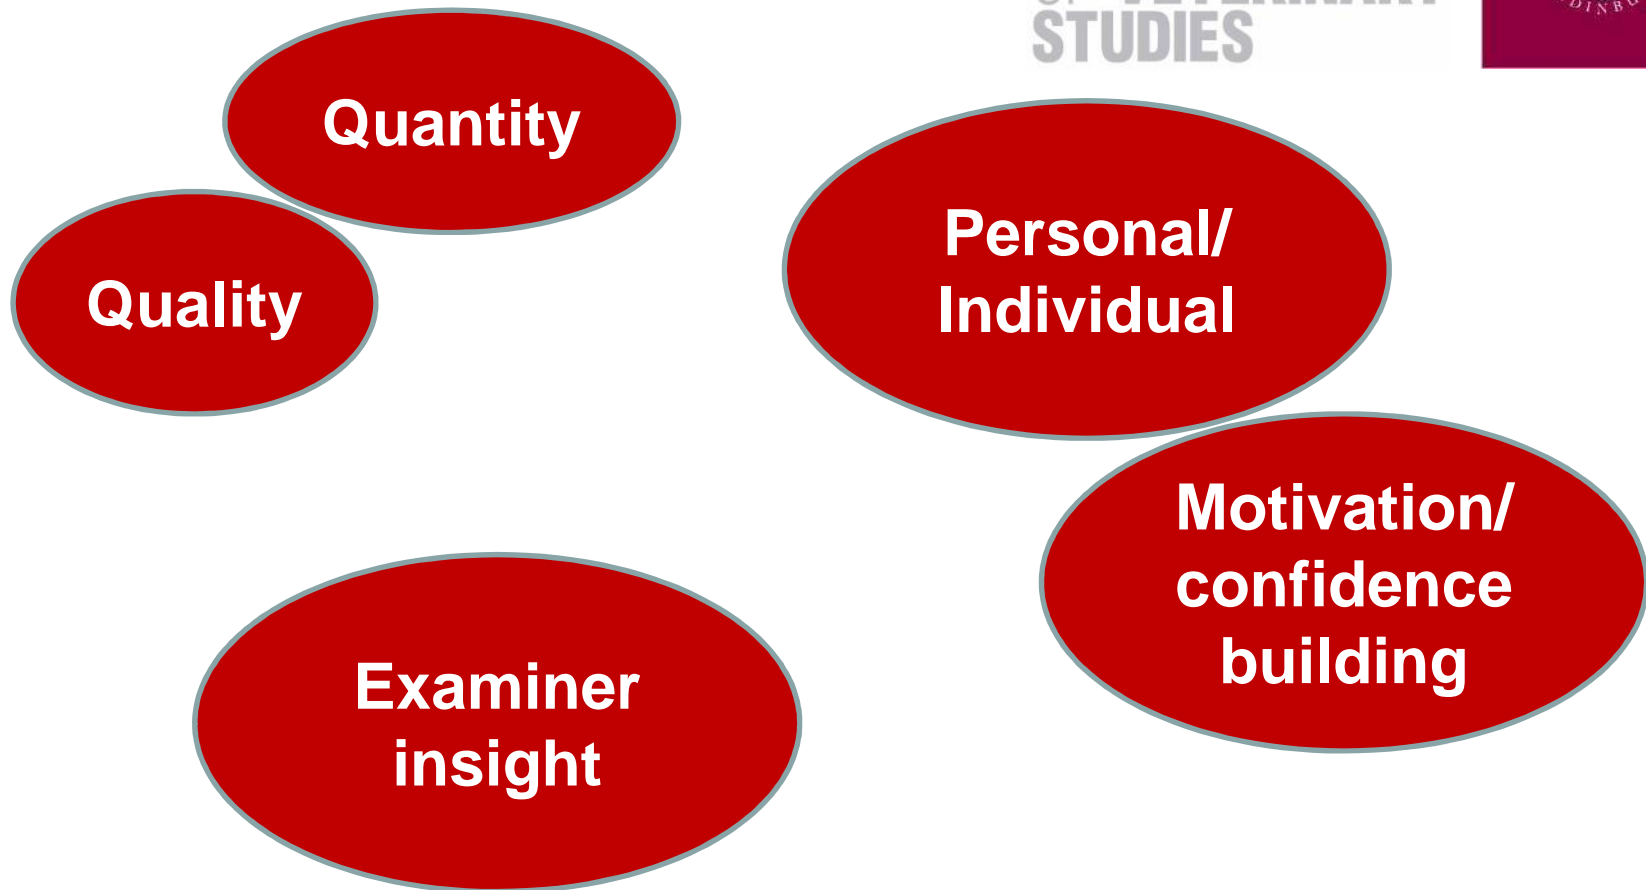 STUDIES
Quantity
Quality
Personal/
Individual
Motivation/
confidence
building
Examiner
insight